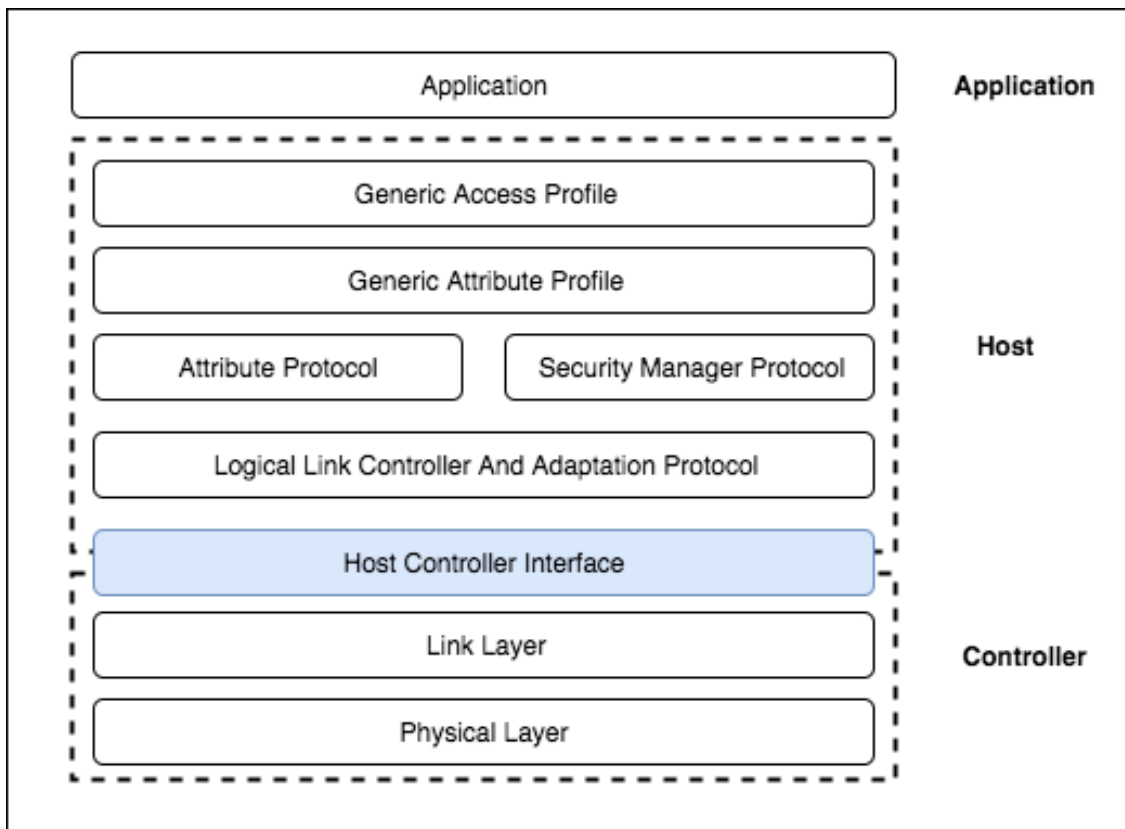 Application
Application
Generic Access Profile
Generic Attribute Profile
Host
Attribute Protocol
Security Manager Protocol
Logical Link Controller And Adaptation Protocol
Host Controller Interface
Link Layer
Controller
Physical Layer